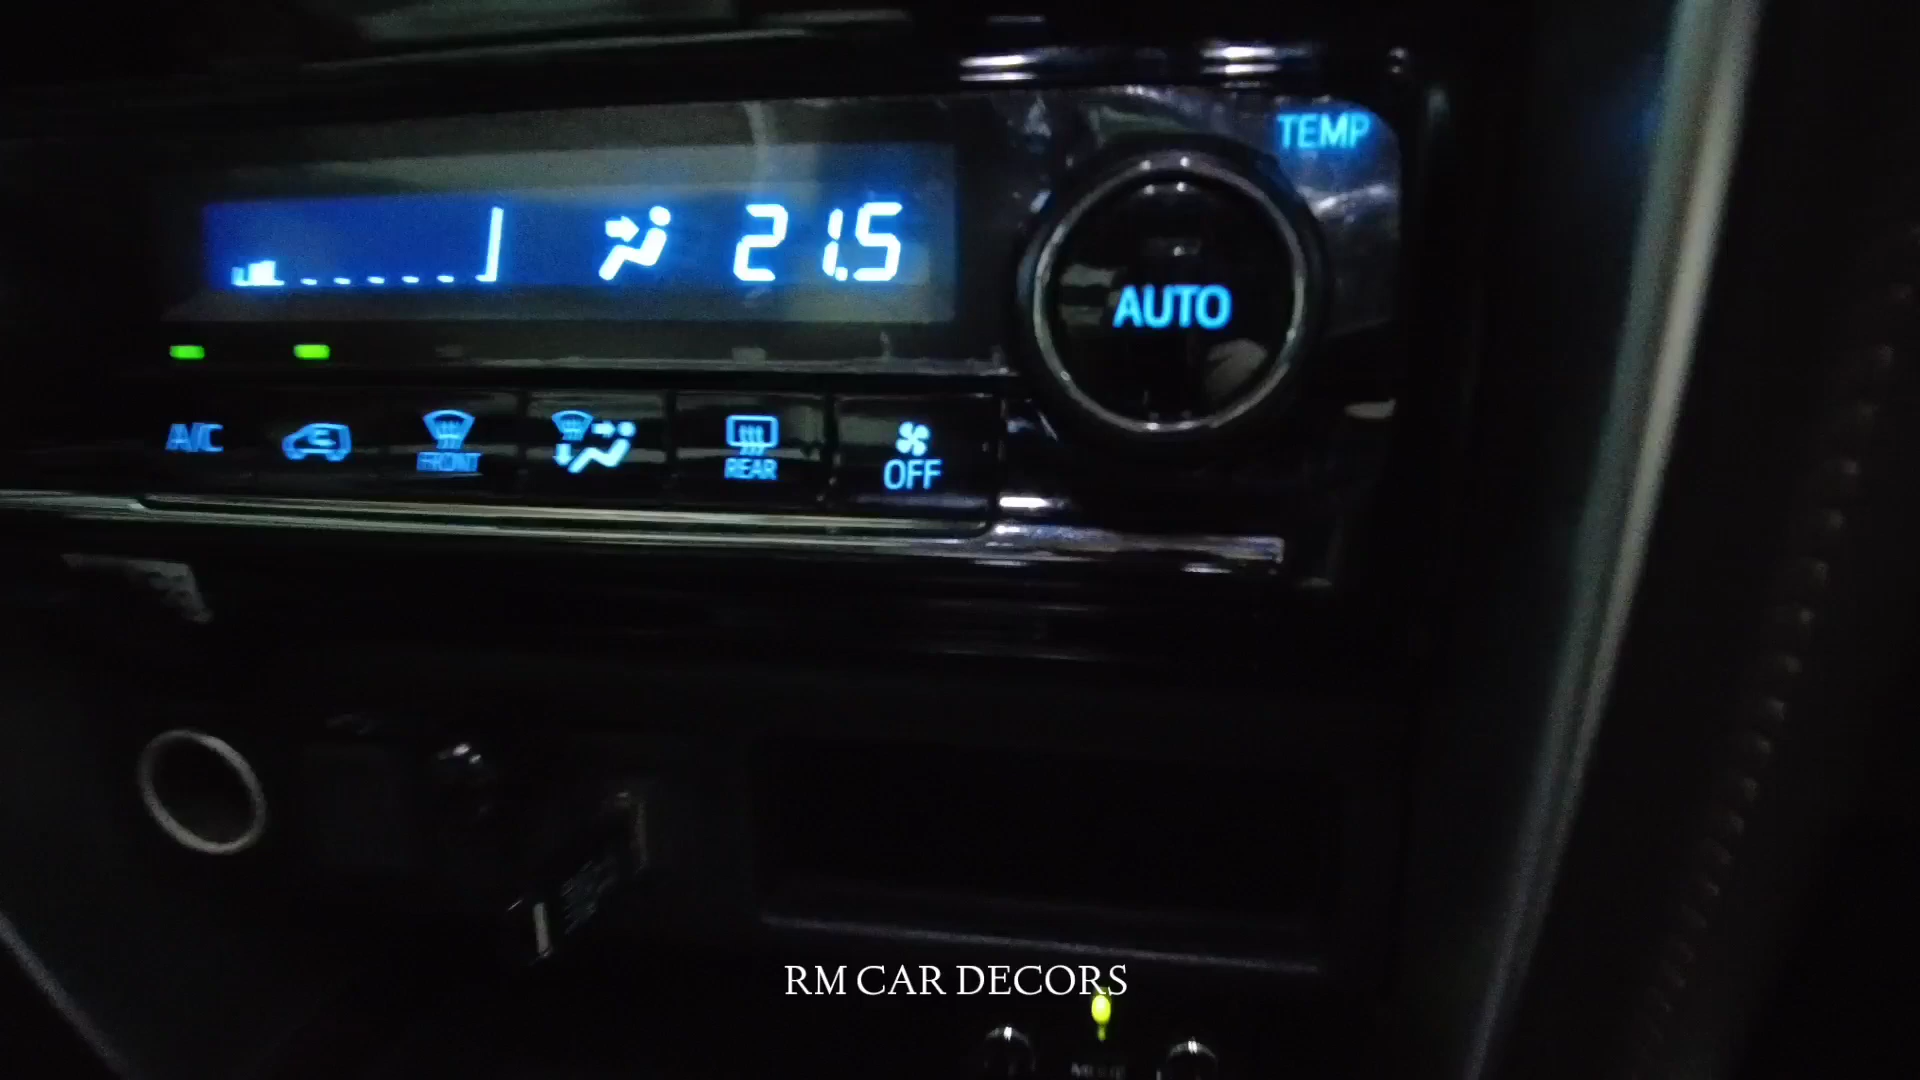 TEMP
21.5
AUTO
A/C
FRONT
REAR
OFF
RM CAR DECORS